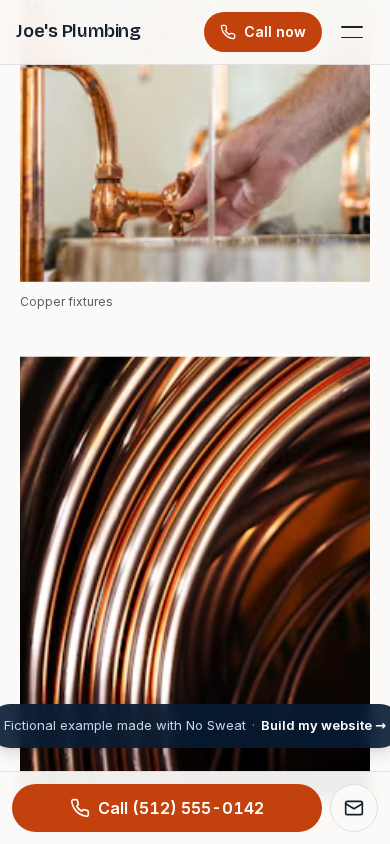 Joe's Plumbing
Call now
Copper fixtures
Fictional example made with No Sweat · Build my website →
Call (512) 555-0142